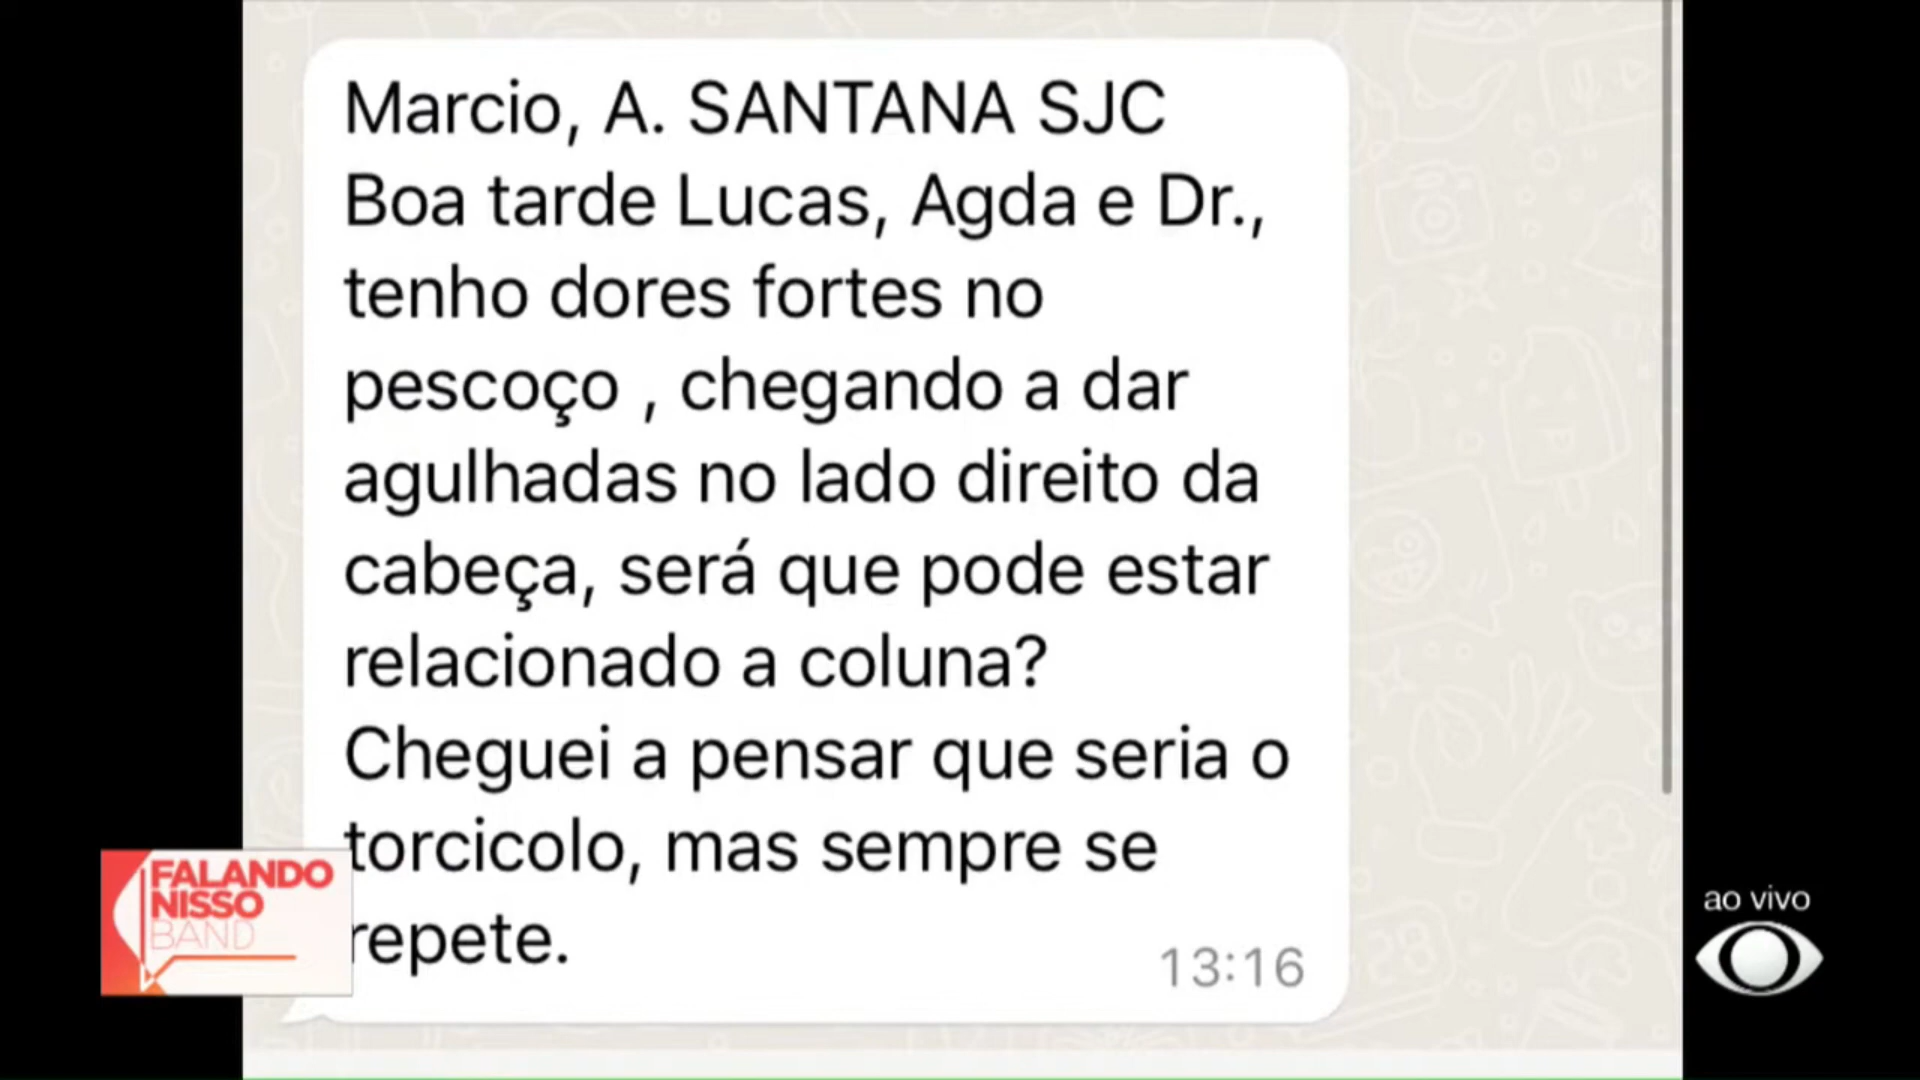 Marcio, A. SANTANA SJC
Boa tarde Lucas, Agda e Dr.,
tenho dores fortes no
pescoço , chegando a dar
agulhadas no lado direito da
cabeça, será que pode estar
relacionado a coluna?
Cheguei a pensar que seria o
torcicolo, mas sempre se
repete.
13:16
FALANDO
NISSO
BAND
ao vivo